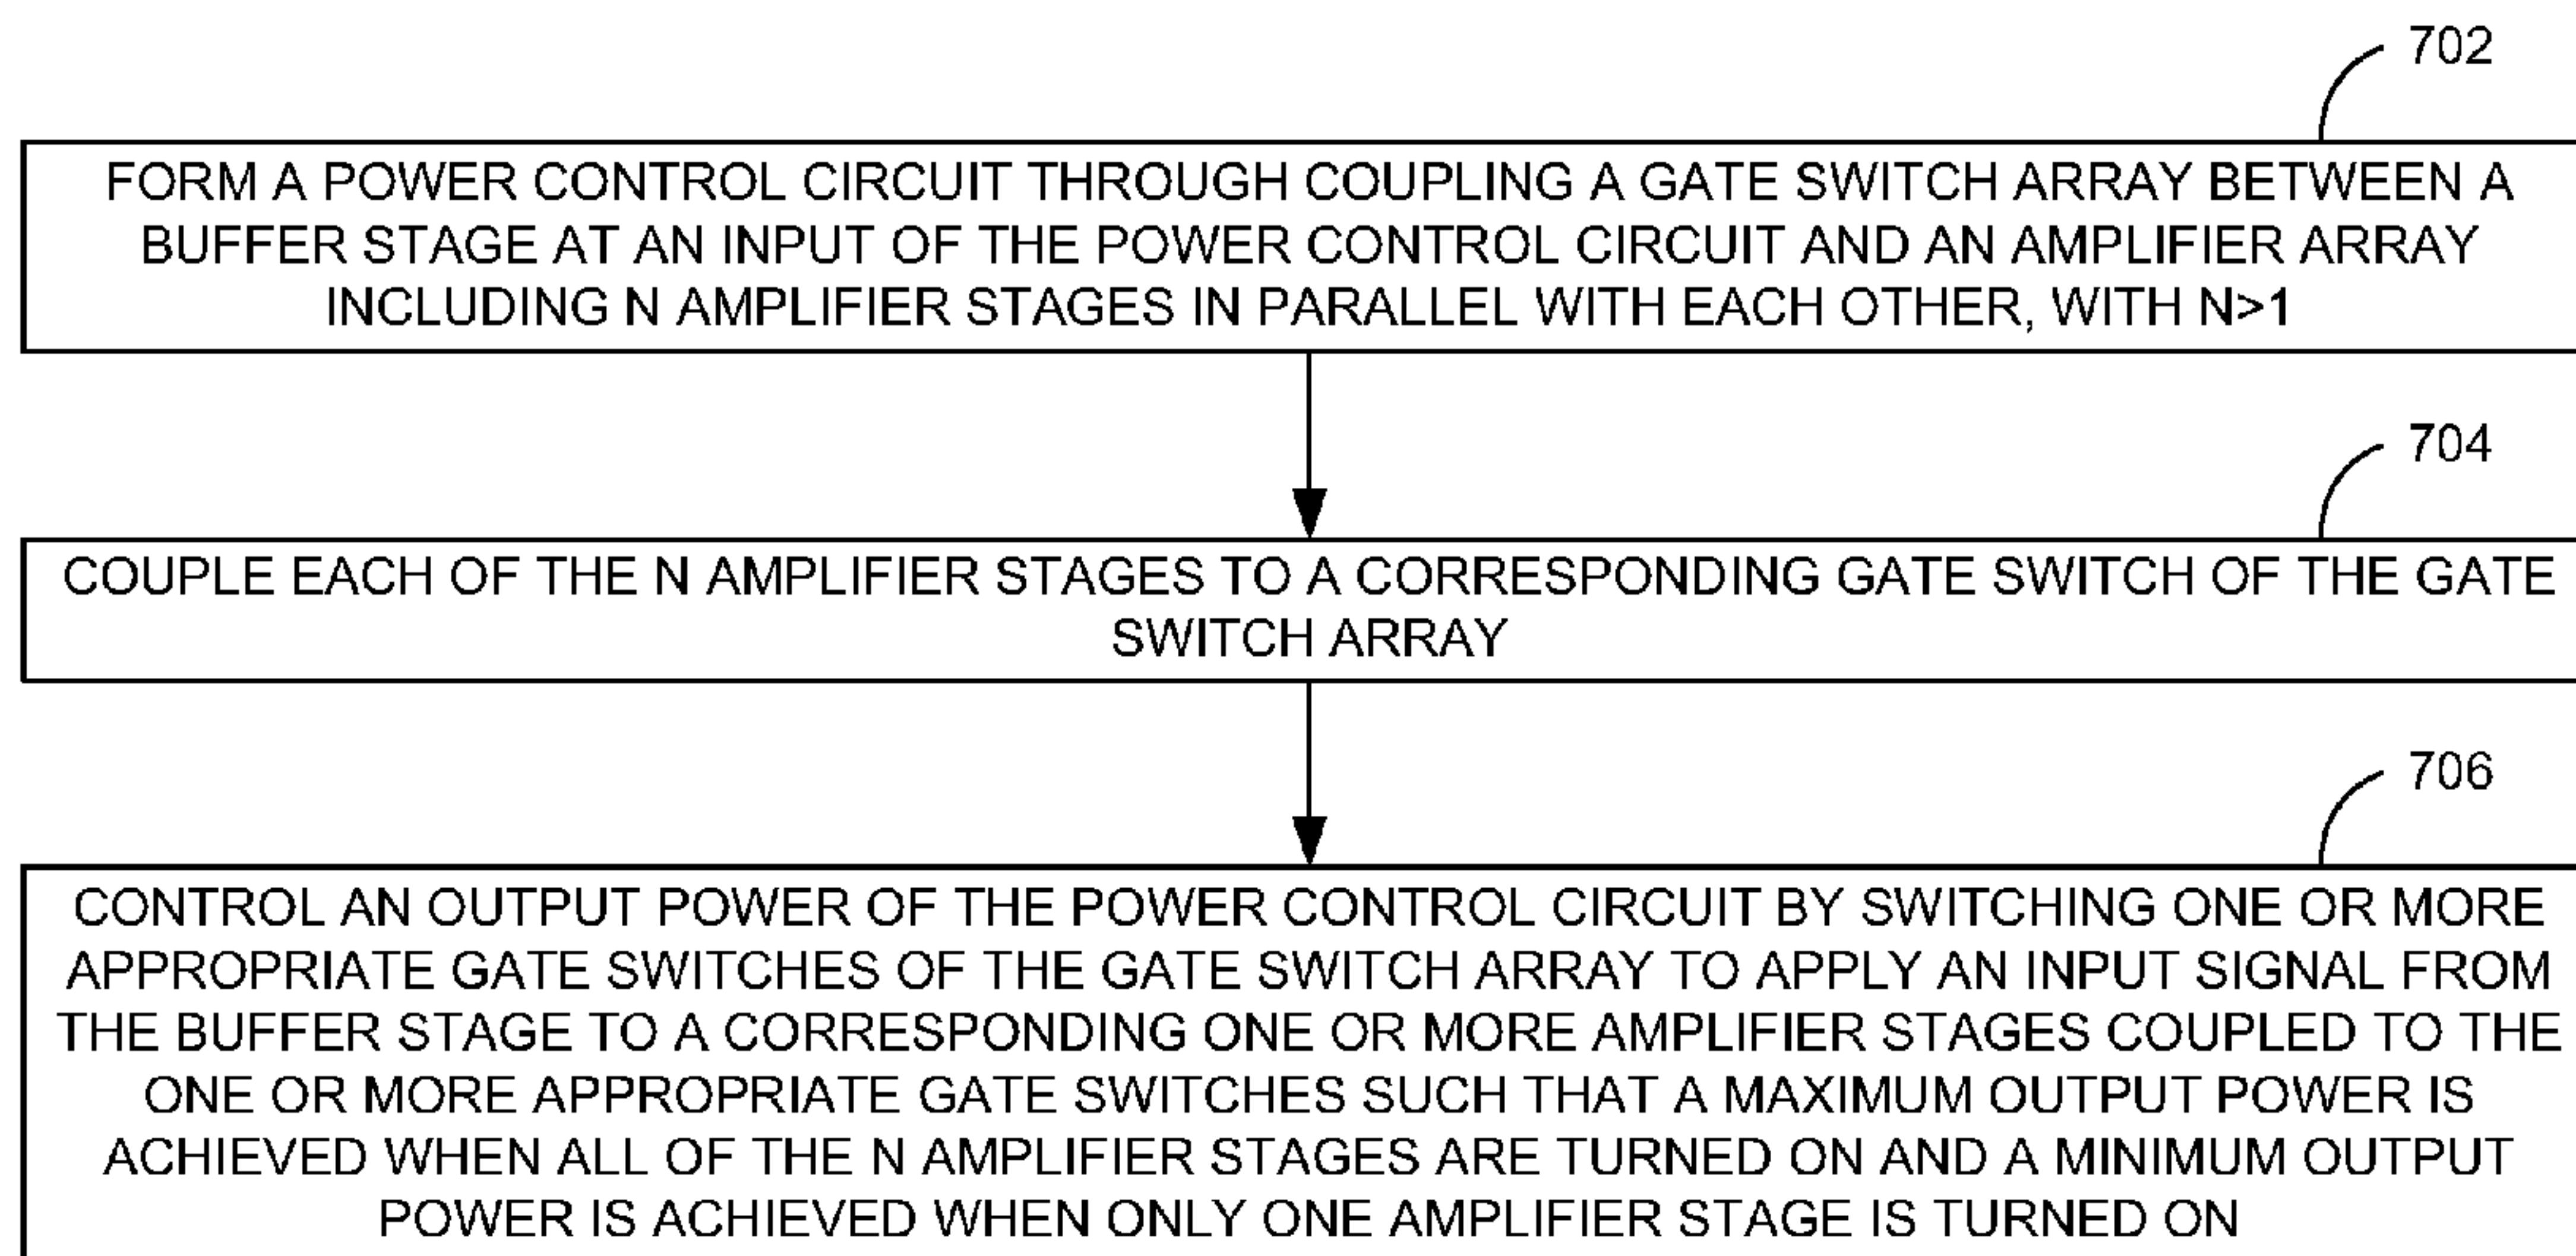 702
FORM A POWER CONTROL CIRCUIT THROUGH COUPLING A GATE SWITCH ARRAY BETWEEN A
BUFFER STAGE AT AN INPUT OF THE POWER CONTROL CIRCUIT AND AN AMPLIFIER ARRAY
INCLUDING N AMPLIFIER STAGES IN PARALLEL WITH EACH OTHER, WITH N>1
704
COUPLE EACH OF THE N AMPLIFIER STAGES TO A CORRESPONDING GATE SWITCH OF THE GATE
SWITCH ARRAY
706
CONTROL AN OUTPUT POWER OF THE POWER CONTROL CIRCUIT BY SWITCHING ONE OR MORE
APPROPRIATE GATE SWITCHES OF THE GATE SWITCH ARRAY TO APPLY AN INPUT SIGNAL FROM
THE BUFFER STAGE TO A CORRESPONDING ONE OR MORE AMPLIFIER STAGES COUPLED TO THE
ONE OR MORE APPROPRIATE GATE SWITCHES SUCH THAT A MAXIMUM OUTPUT POWER IS
ACHIEVED WHEN ALL OF THE N AMPLIFIER STAGES ARE TURNED ON AND A MINIMUM OUTPUT
POWER IS ACHIEVED WHEN ONLY ONE AMPLIFIER STAGE IS TURNED ON